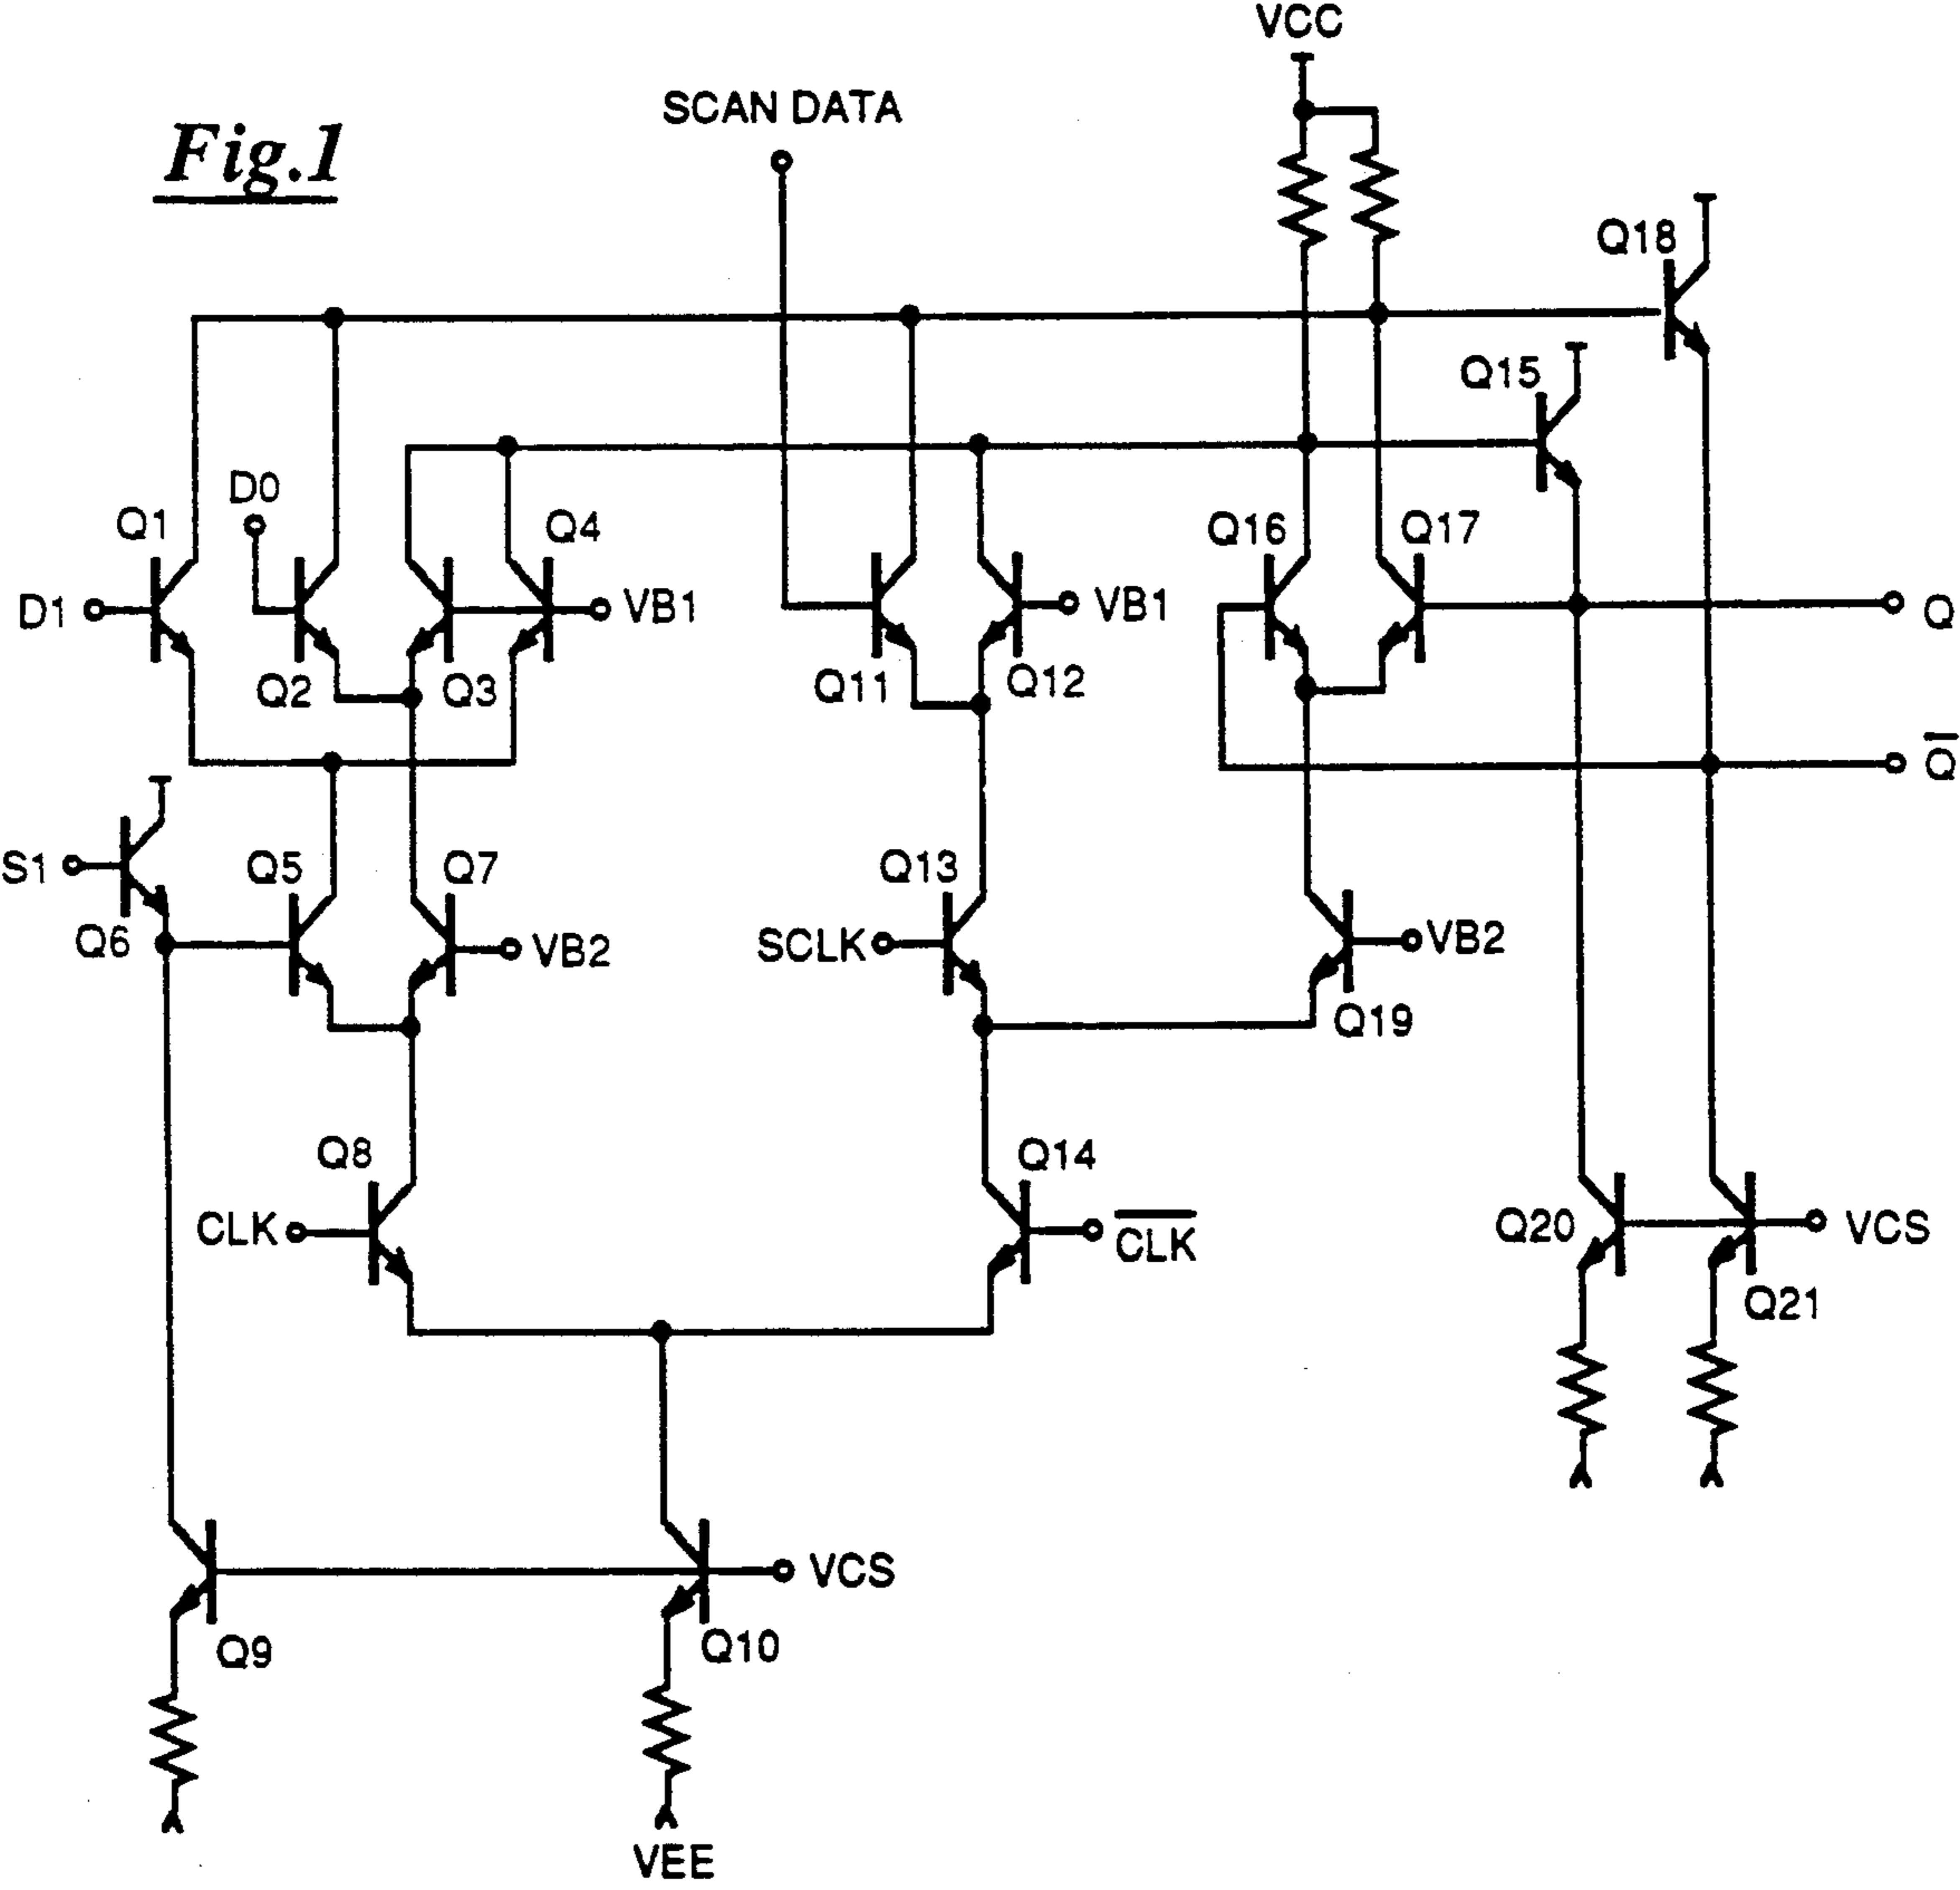 VCC
SCAN DATA
Fig.1
Q18
Q15
D0
Q1
Q4
Q16
Q17
D1
VB1
VB1
Q
Q2
Q3
Q11
Q12
Q̅
S1
Q5
Q7
Q13
Q6
VB2
SCLK
VB2
Q19
Q8
Q14
CLK
C̅L̅K̅
Q20
VCS
Q21
VCS
Q9
Q10
VEE